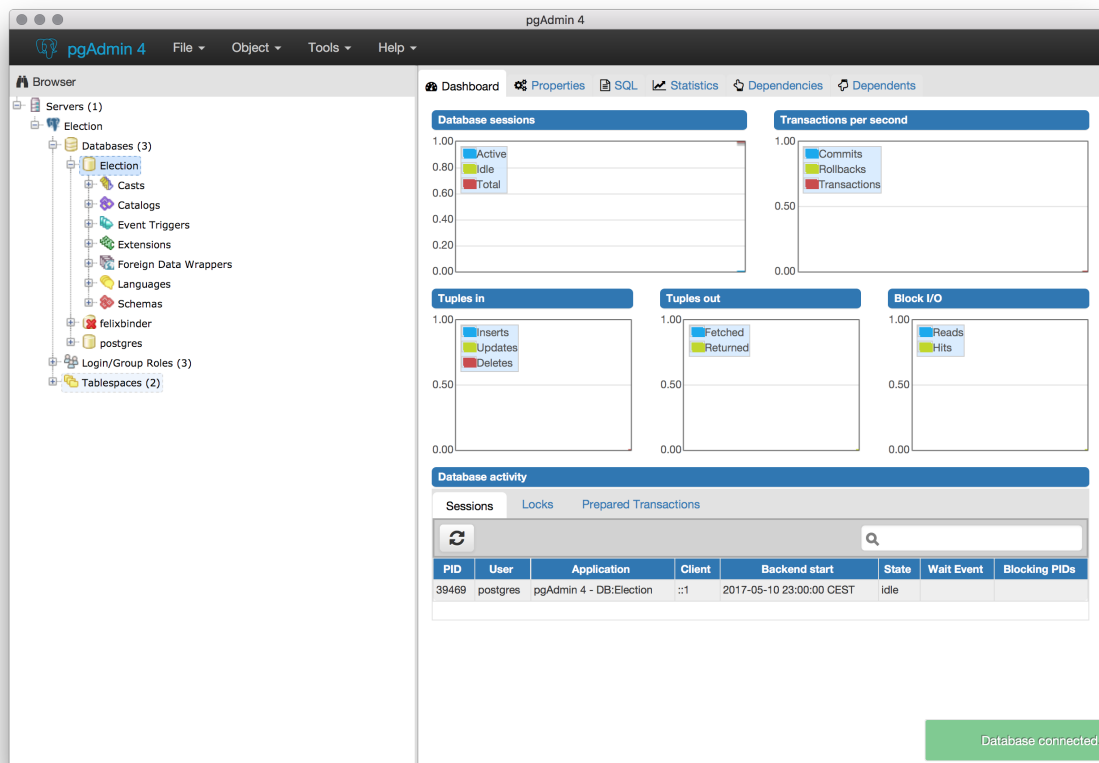 pgAdmin 4
pgAdmin 4 File Object Tools Help
Browser
Servers (1)
Election
Databases (3)
Election
Casts
Catalogs
Event Triggers
Extensions
Foreign Data Wrappers
Languages
Schemas
felixbinder
postgres
Login/Group Roles (3)
Tablespaces (2)
Dashboard Properties SQL Statistics Dependencies Dependents
Database sessions
1.00
0.80
0.60
0.40
0.20
0.00
Active
Idle
Total
Transactions per second
1.00
0.50
0.00
Commits
Rollbacks
Transactions
Tuples in
1.00
0.50
0.00
Inserts
Updates
Deletes
Tuples out
1.00
0.50
0.00
Fetched
Returned
Block I/O
1.00
0.50
0.00
Reads
Hits
Database activity
Sessions Locks Prepared Transactions
PID User Application Client Backend start State Wait Event Blocking PIDs
39469 postgres pgAdmin 4 - DB:Election ::1 2017-05-10 23:00:00 CEST idle
Database connected